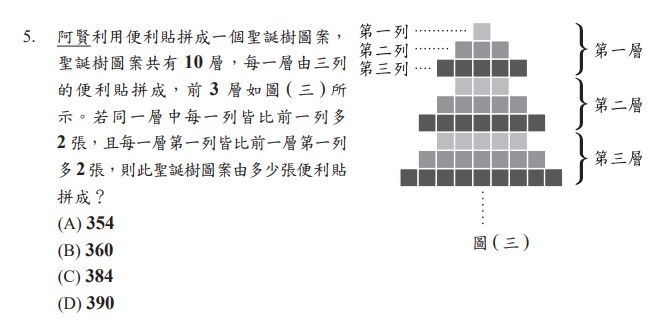 5. 阿賢利用便利貼拼成一個聖誕樹圖案，
聖誕樹圖案共有 10 層，每一層由三列
的便利貼拼成，前 3 層如圖(三)所
示。若同一層中每一列皆比前一列多
2 張，且每一層第一列皆比前一層第一列
多 2 張，則此聖誕樹圖案由多少張便利貼
拼成？
(A) 354
(B) 360
(C) 384
(D) 390
第一列
第二列
第三列
第一層
第二層
第三層
圖(三)